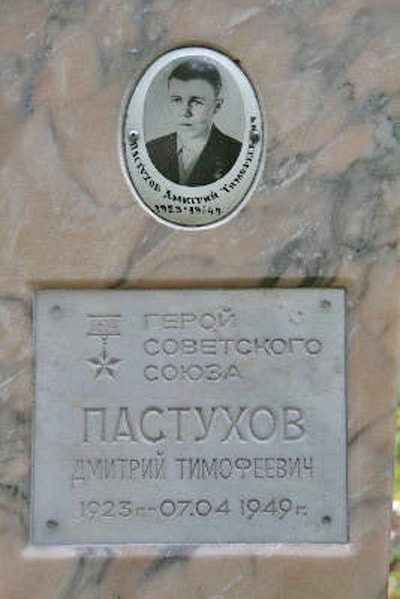 ПАСТУХОВ ДМИТРИЙ ТИМОФЕЕВИЧ
1923-1949
ГЕРОЙ
СОВЕТСКОГО
СОЮЗА
ПАСТУХОВ
ДМИТРИЙ ТИМОФЕЕВИЧ
1923г.-07.04 1949г.